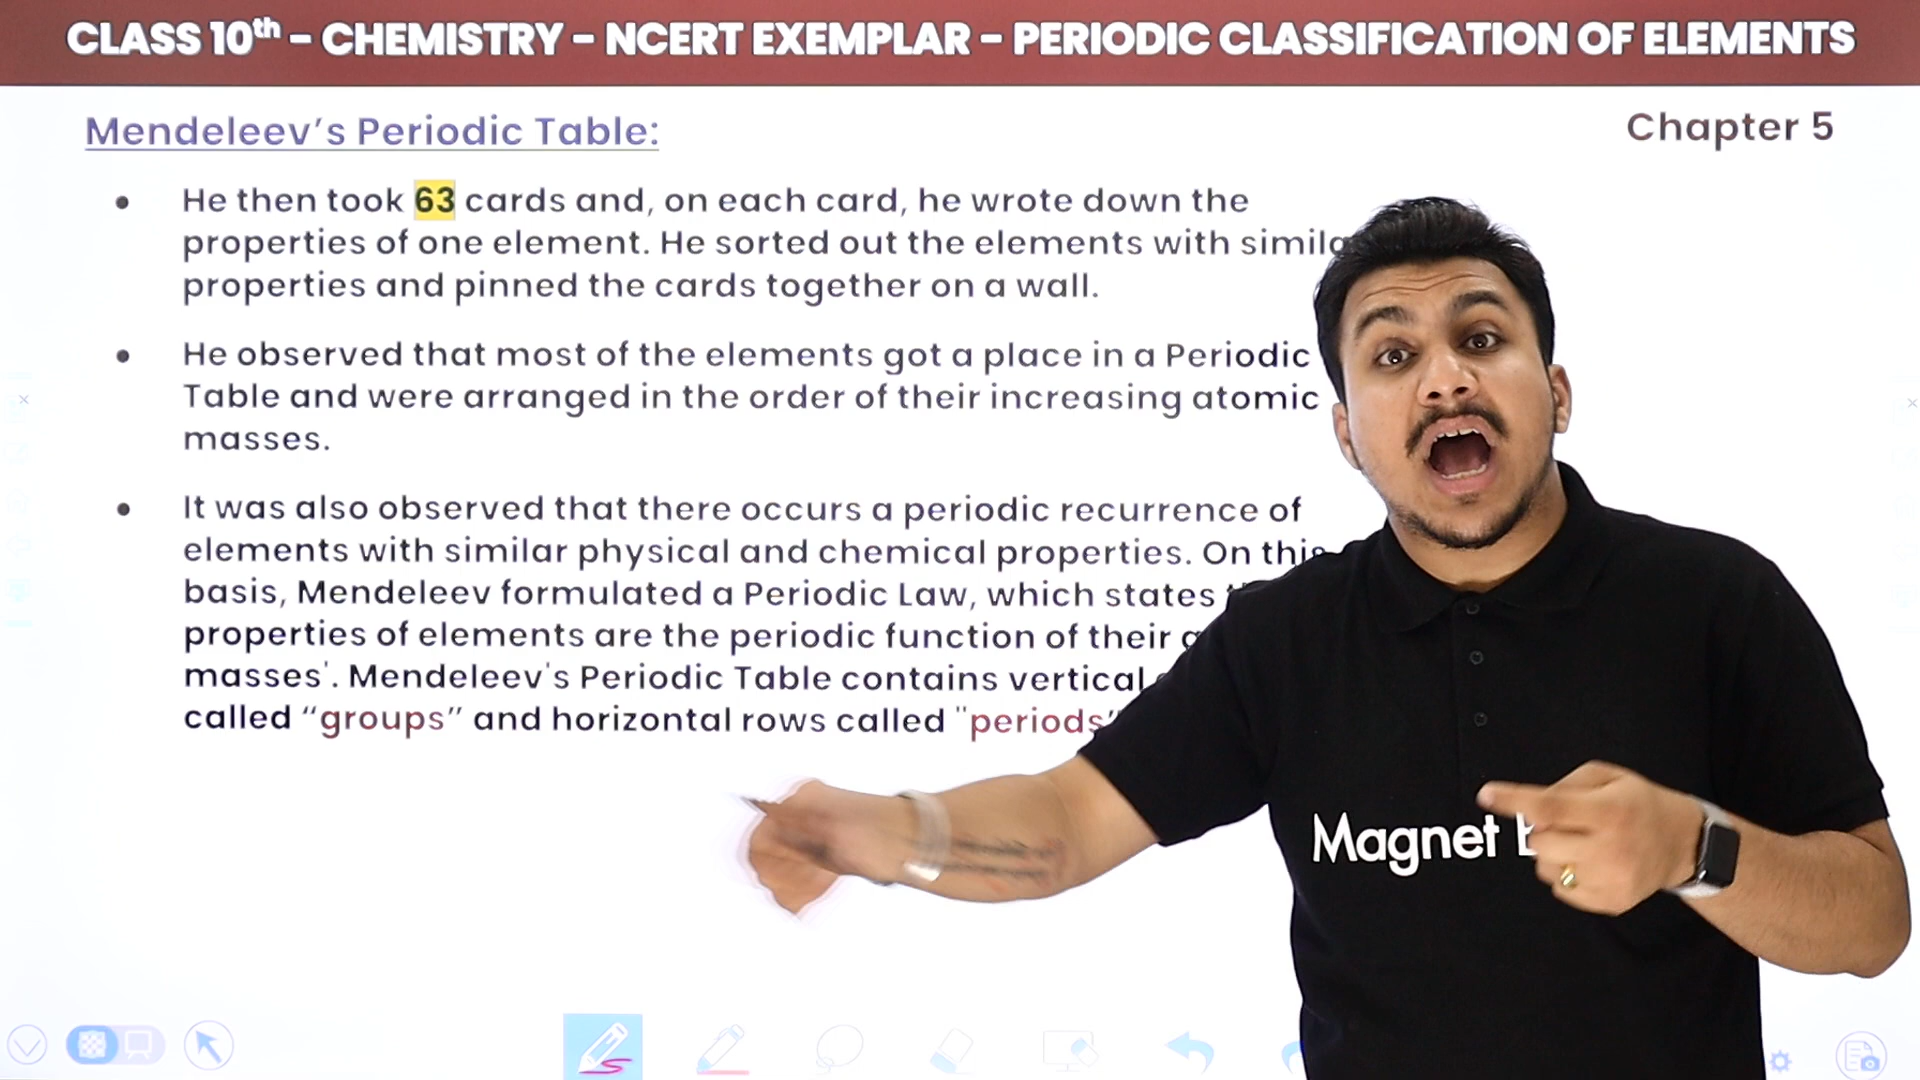 CLASS 10th - CHEMISTRY - NCERT EXEMPLAR - PERIODIC CLASSIFICATION OF ELEMENTS
Mendeleev's Periodic Table:
Chapter 5
• He then took 63 cards and, on each card, he wrote down the
properties of one element. He sorted out the elements with
properties and pinned the cards together on a wall.
• He observed that most of the elements got a place in a Periodic
Table and were arranged in the order of their increasing atomic
masses.
• It was also observed that there occurs a periodic recurrence of
elements with similar physical and chemical properties. On this
basis, Mendeleev formulated a Periodic Law, which states
properties of elements are the periodic function of their
masses'. Mendeleev's Periodic Table contains vertical
called “groups” and horizontal rows called "periods"
Magnet